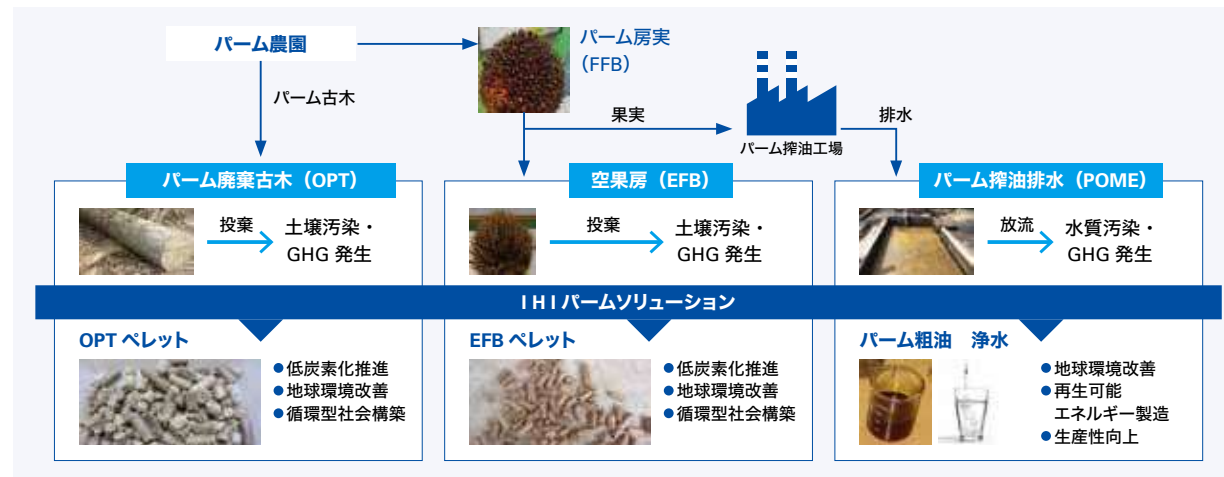 パーム農園
パーム房実
（FFB）
パーム古木
果実
排水
パーム搾油工場
パーム廃棄古木（OPT）
投棄
土壌汚染・
GHG 発生
空果房（EFB）
投棄
土壌汚染・
GHG 発生
パーム搾油排水（POME）
放流
水質汚染・
GHG 発生
IHIパームソリューション
OPT ペレット
●低炭素化推進
●地球環境改善
●循環型社会構築
EFB ペレット
●低炭素化推進
●地球環境改善
●循環型社会構築
パーム粗油　浄水
●地球環境改善
●再生可能
エネルギー製造
●生産性向上